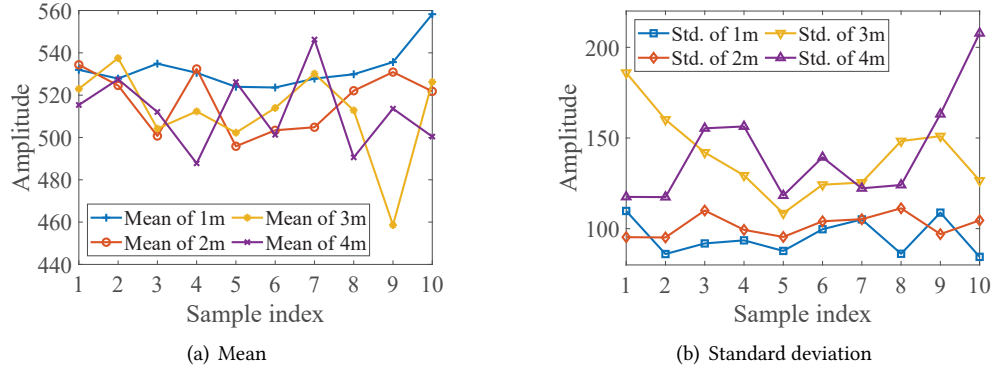 560
540
520
500
480
460
440
Amplitude
Mean of 1m
Mean of 2m
Mean of 3m
Mean of 4m
1 2 3 4 5 6 7 8 9 10
Sample index
(a) Mean
200
150
100
Amplitude
Std. of 1m
Std. of 2m
Std. of 3m
Std. of 4m
1 2 3 4 5 6 7 8 9 10
Sample index
(b) Standard deviation